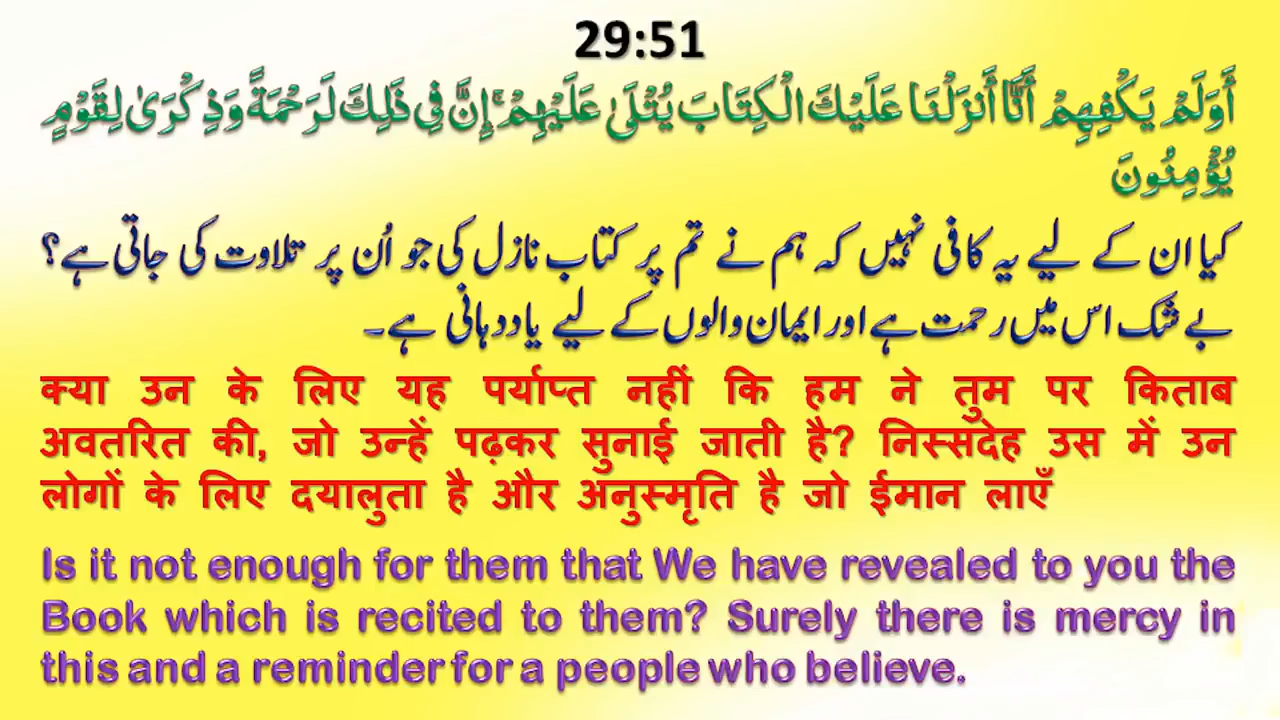 29:51
أَوَلَمْ يَكْفِهِمْ أَنَّا أَنزَلْنَا عَلَيْكَ الْكِتَابَ يُتْلَىٰ عَلَيْهِمْ ۚ إِنَّ فِي ذَٰلِكَ لَرَحْمَةً وَذِكْرَىٰ لِقَوْمٍ
يُؤْمِنُونَ
کیا ان کے لیے یہ کافی نہیں کہ ہم نے تم پر کتاب نازل کی جو اُن پر تلاوت کی جاتی ہے؟
بے شک اس میں رحمت ہے اور ایمان والوں کے لیے یاد دہانی ہے۔
क्या उन के लिए यह पर्याप्त नहीं कि हम ने तुम पर किताब
अवतरित की, जो उन्हें पढ़कर सुनाई जाती है? निस्सदेह उस में उन
लोगों के लिए दयालुता है और अनुस्मृति है जो ईमान लाएँ
Is it not enough for them that We have revealed to you the
Book which is recited to them? Surely there is mercy in
this and a reminder for a people who believe.